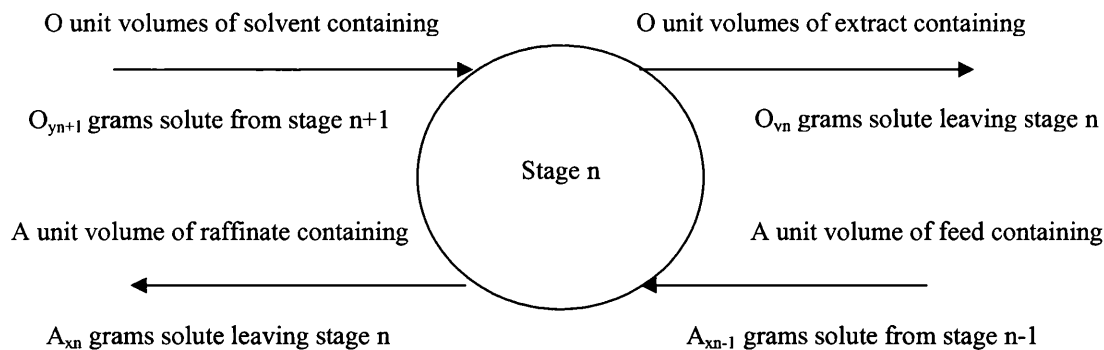 O unit volumes of solvent containing
O unit volumes of extract containing
Oyn+1 grams solute from stage n+1
Ovn grams solute leaving stage n
Stage n
A unit volume of raffinate containing
A unit volume of feed containing
Axn grams solute leaving stage n
Axn-1 grams solute from stage n-1